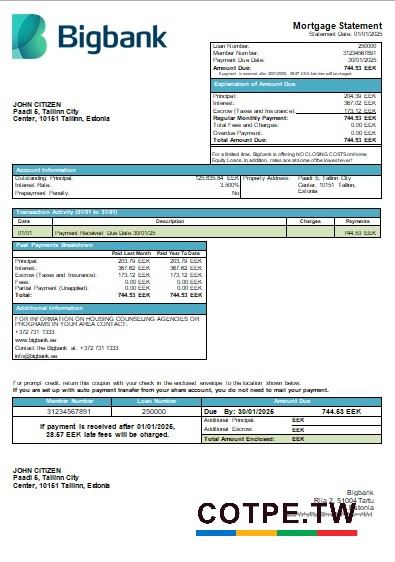 Bigbank
Mortgage Statement
Statement Date: 01/01/2025
Loan Number: 250000
Member Number: 31234567891
Payment Due Date: 30/01/2025
Amount Due: 744.53 EEK
If payment is received after 30/01/2025, 28.57 EEK late fees will be charged.
Explanation of Amount Due
Principal: 204.39 EEK
Interest: 367.02 EEK
Escrow (Taxes and Insurance): 173.12 EEK
Regular Monthly Payment: 744.53 EEK
Total Fees and Charges: 0.00 EEK
Overdue Payment: 0.00 EEK
Total Amount Due: 744.53 EEK
JOHN CITIZEN
Paadi 5, Tallinn City
Center, 10151 Tallinn, Estonia
For a limited time, Bigbank is offering NO CLOSING COSTS on Home
Equity Loans. In addition, rates are at one of the lowest ever!
Account Information
Outstanding Principal: 125,835.84 EEK
Interest Rate: 3.500%
Prepayment Penalty: No
Property Address: Paadi 5, Tallinn City
Center, 10151 Tallinn,
Estonia
Transaction Activity (01/01 to 31/01)
Date Description Charges Payments
01/01 Payment Received Due Date 30/01/25 744.53 EEK
Past Payments Breakdown
Paid Last Month Paid Year To Date
Principal: 203.79 EEK 203.79 EEK
Interest: 367.62 EEK 367.62 EEK
Escrow (Taxes and Insurance): 173.12 EEK 173.12 EEK
Fees: 0.00 EEK 0.00 EEK
Partial Payment (Unapplied): 0.00 EEK 0.00 EEK
Total: 744.53 EEK 744.53 EEK
Additional Information
FOR INFORMATION ON HOUSING COUNSELING AGENCIES OR
PROGRAMS IN YOUR AREA CONTACT:
+372 731 1333
www.bigbank.ee
Contact the Bigbank at: +372 731 1333
info@bigbank.ee
For prompt credit, return this coupon with your check in the enclosed envelope to the location shown below.
If you are set up with auto payment transfer from your share account, you do not need to mail your payment.
Member Number Loan Number Amount Due
31234567891 250000 Due By: 30/01/2025 744.53 EEK
If payment is received after 01/01/2025,
28.57 EEK late fees will be charged.
Additional Principal: EEK
Additional Escrow: EEK
Total Amount Enclosed: EEK
JOHN CITIZEN
Paadi 5, Tallinn City
Center, 10151 Tallinn, Estonia
Bigbank
Riia 2, 51004 Tartu
Estonia
COTPE.TW